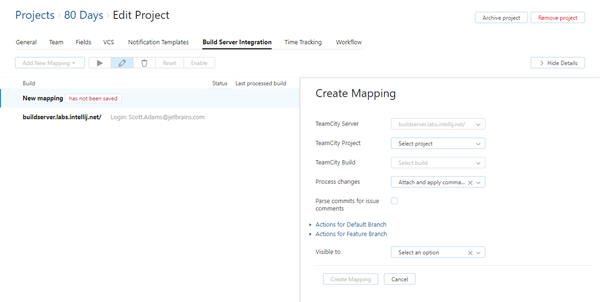 Projects › 80 Days › Edit Project
Archive project
Remove project
General Team Fields VCS Notification Templates Build Server Integration Time Tracking Workflow
Add New Mapping
Reset
Enable
Hide Details
Build Status Last processed build
New mapping has not been saved
buildserver.labs.intellij.net/ Login: Scott.Adams@jetbrains.com
Create Mapping
TeamCity Server buildserver.labs.intellij.net/
TeamCity Project Select project
TeamCity Build Select build
Process changes Attach and apply comma...
Parse commits for issue
comments
Actions for Default Branch
Actions for Feature Branch
Visible to Select an option
Create Mapping Cancel